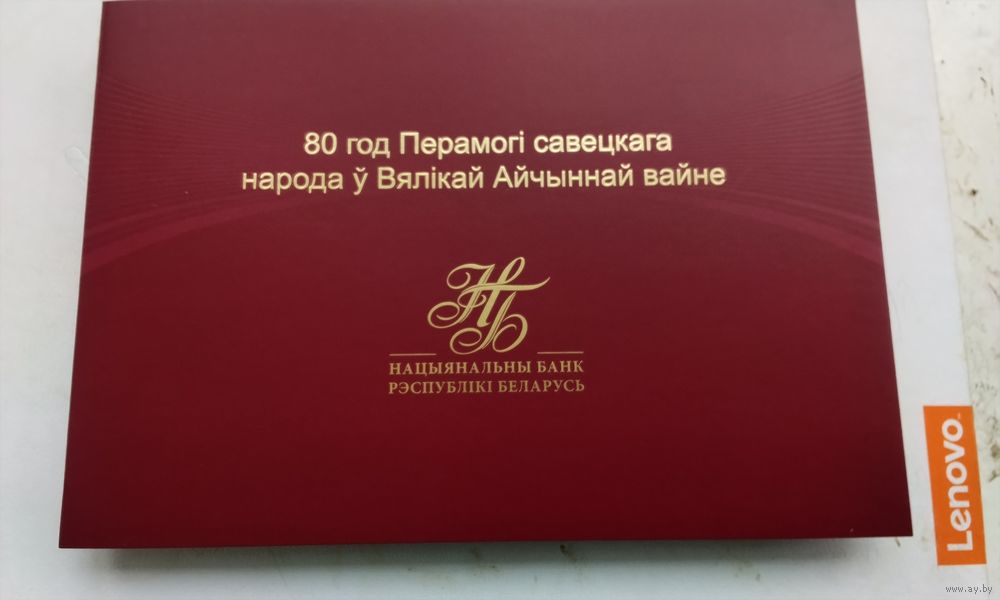 80 год Перамогі савецкага
народа ў Вялікай Айчыннай вайне
НБ
НАЦЫЯНАЛЬНЫ БАНК
РЭСПУБЛІКІ БЕЛАРУСЬ
Lenovo
www.ay.by